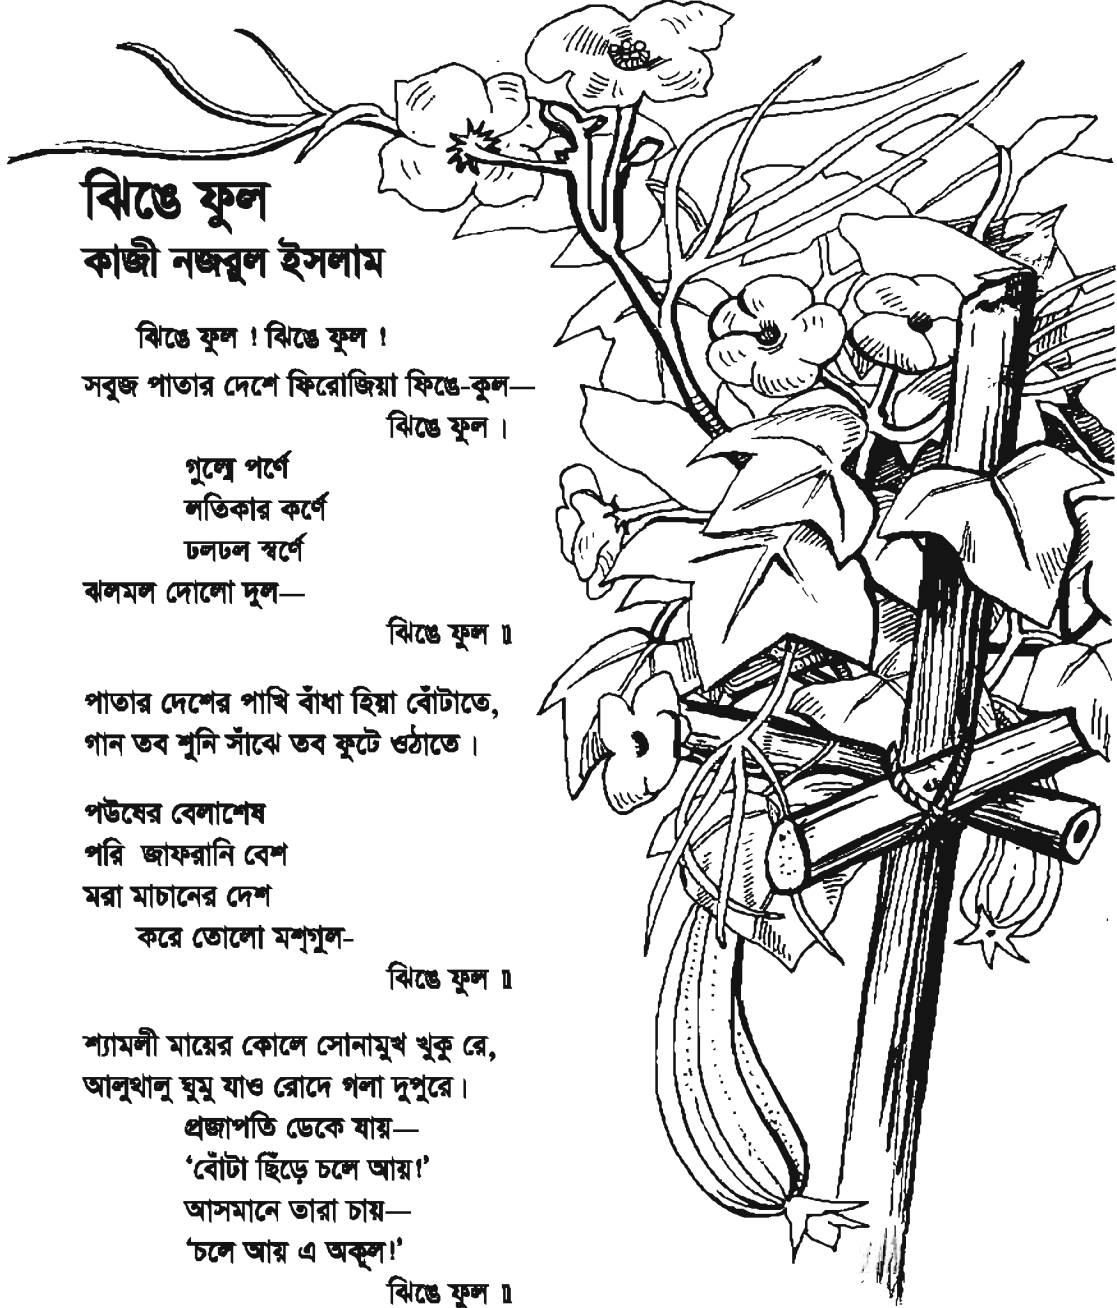 ঝিঙে ফুল
কাজী নজরুল ইসলাম
ঝিঙে ফুল ! ঝিঙে ফুল !
সবুজ পাতার দেশে ফিরোজিয়া ফিঙে-কুল—
ঝিঙে ফুল ।
গুল্মে পর্ণে
লতিকার কর্ণে
ঢলঢল স্বর্ণে
ঝলমল দোলো দুল—
ঝিঙে ফুল ॥
পাতার দেশের পাখি বাঁধা হিয়া বোঁটাতে,
গান তব শুনি সাঁঝে তব ফুটে ওঠাতে ।
পউষের বেলাশেষ
পরি জাফরানি বেশ
মরা মাচানের দেশ
করে তোলো মশ্‌গুল-
ঝিঙে ফুল ॥
শ্যামলী মায়ের কোলে সোনামুখ খুকু রে,
আলুথালু ঘুমু যাও রোদে গলা দুপুরে।
প্রজাপতি ডেকে যায়—
‘বোঁটা ছিঁড়ে চলে আয়!’
আসমানে তারা চায়—
‘চলে আয় এ অকূল!’
ঝিঙে ফুল ॥